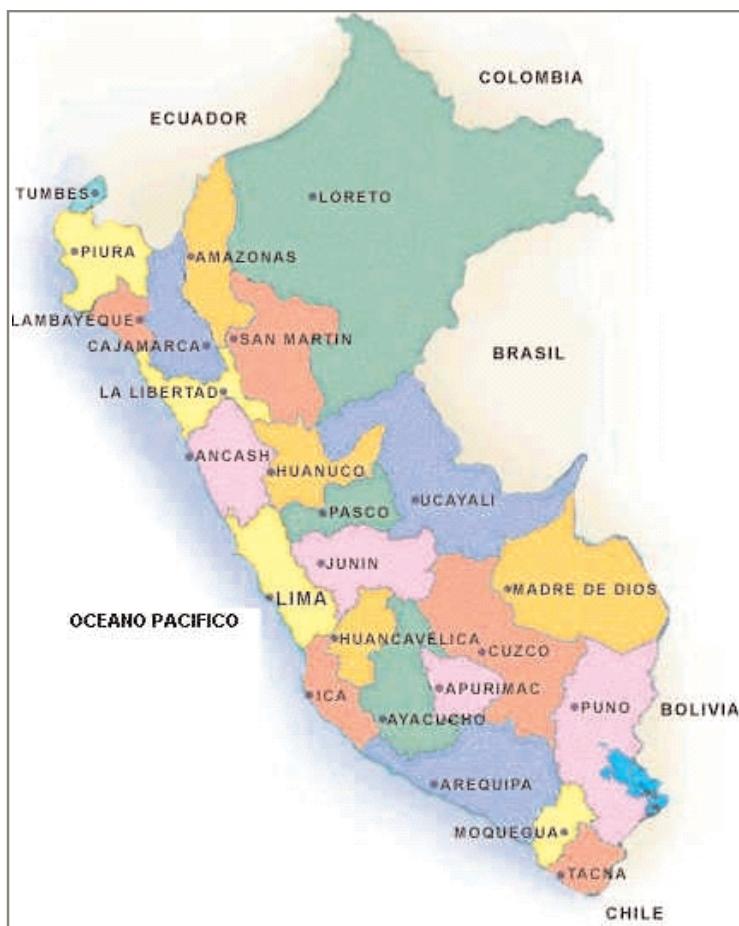 COLOMBIA
ECUADOR
TUMBES
LORETO
PIURA
AMAZONAS
LAMBAYEQUE
CAJAMARCA
SAN MARTIN
BRASIL
LA LIBERTAD
ANCASH
HUANUCO
UCAYALI
PASCO
JUNIN
MADRE DE DIOS
LIMA
OCEANO PACIFICO
HUANCAVELICA
CUZCO
ICA
APURIMAC
PUNO
BOLIVIA
AYACUCHO
AREQUIPA
MOQUEGUA
TACNA
CHILE